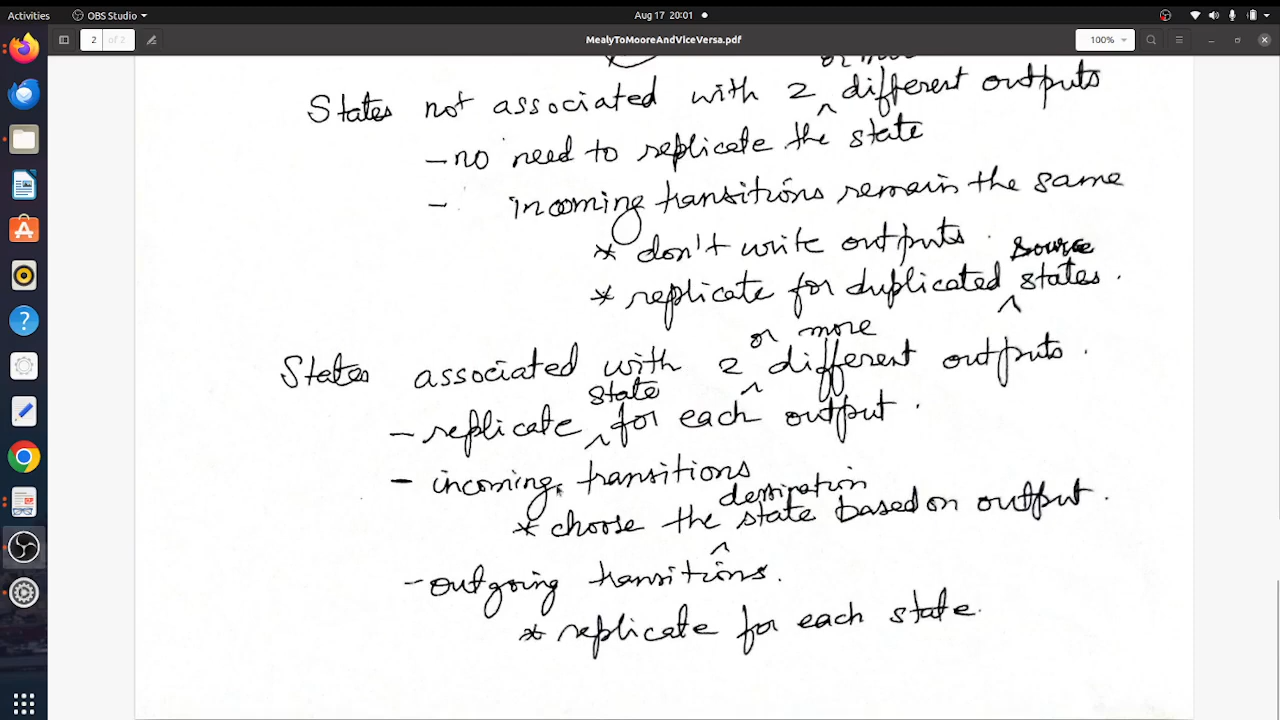 Activities
OBS Studio
Aug 17 20:01
2 of 2
MealyToMooreAndViceVersa.pdf
100%
or more
States not associated with 2 ^ different outputs
- no need to replicate the state
- incoming transitions remain the same
* don't write outputs.
source
* replicate for duplicated ^ states.
or more
States associated with 2 ^ different outputs.
state
- replicate ^ for each output.
- incoming transitions
destination
* choose the ^ state based on output.
- outgoing transitions.
* replicate for each state.